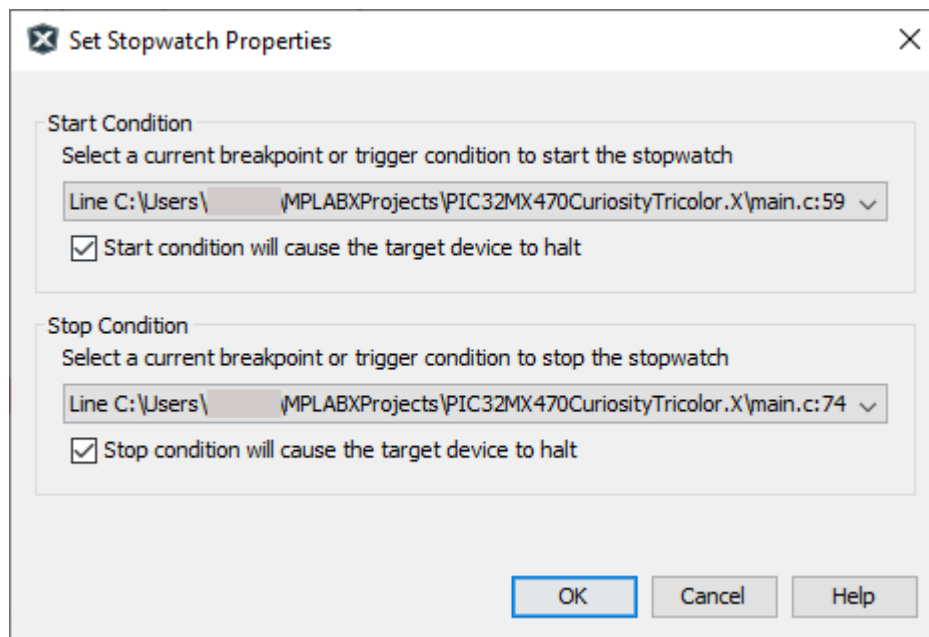 Set Stopwatch Properties
Start Condition
Select a current breakpoint or trigger condition to start the stopwatch
Line C:\Users\ \MPLABXProjects\PIC32MX470CuriosityTricolor.X\main.c:59
Start condition will cause the target device to halt
Stop Condition
Select a current breakpoint or trigger condition to stop the stopwatch
Line C:\Users\ \MPLABXProjects\PIC32MX470CuriosityTricolor.X\main.c:74
Stop condition will cause the target device to halt
OK Cancel Help